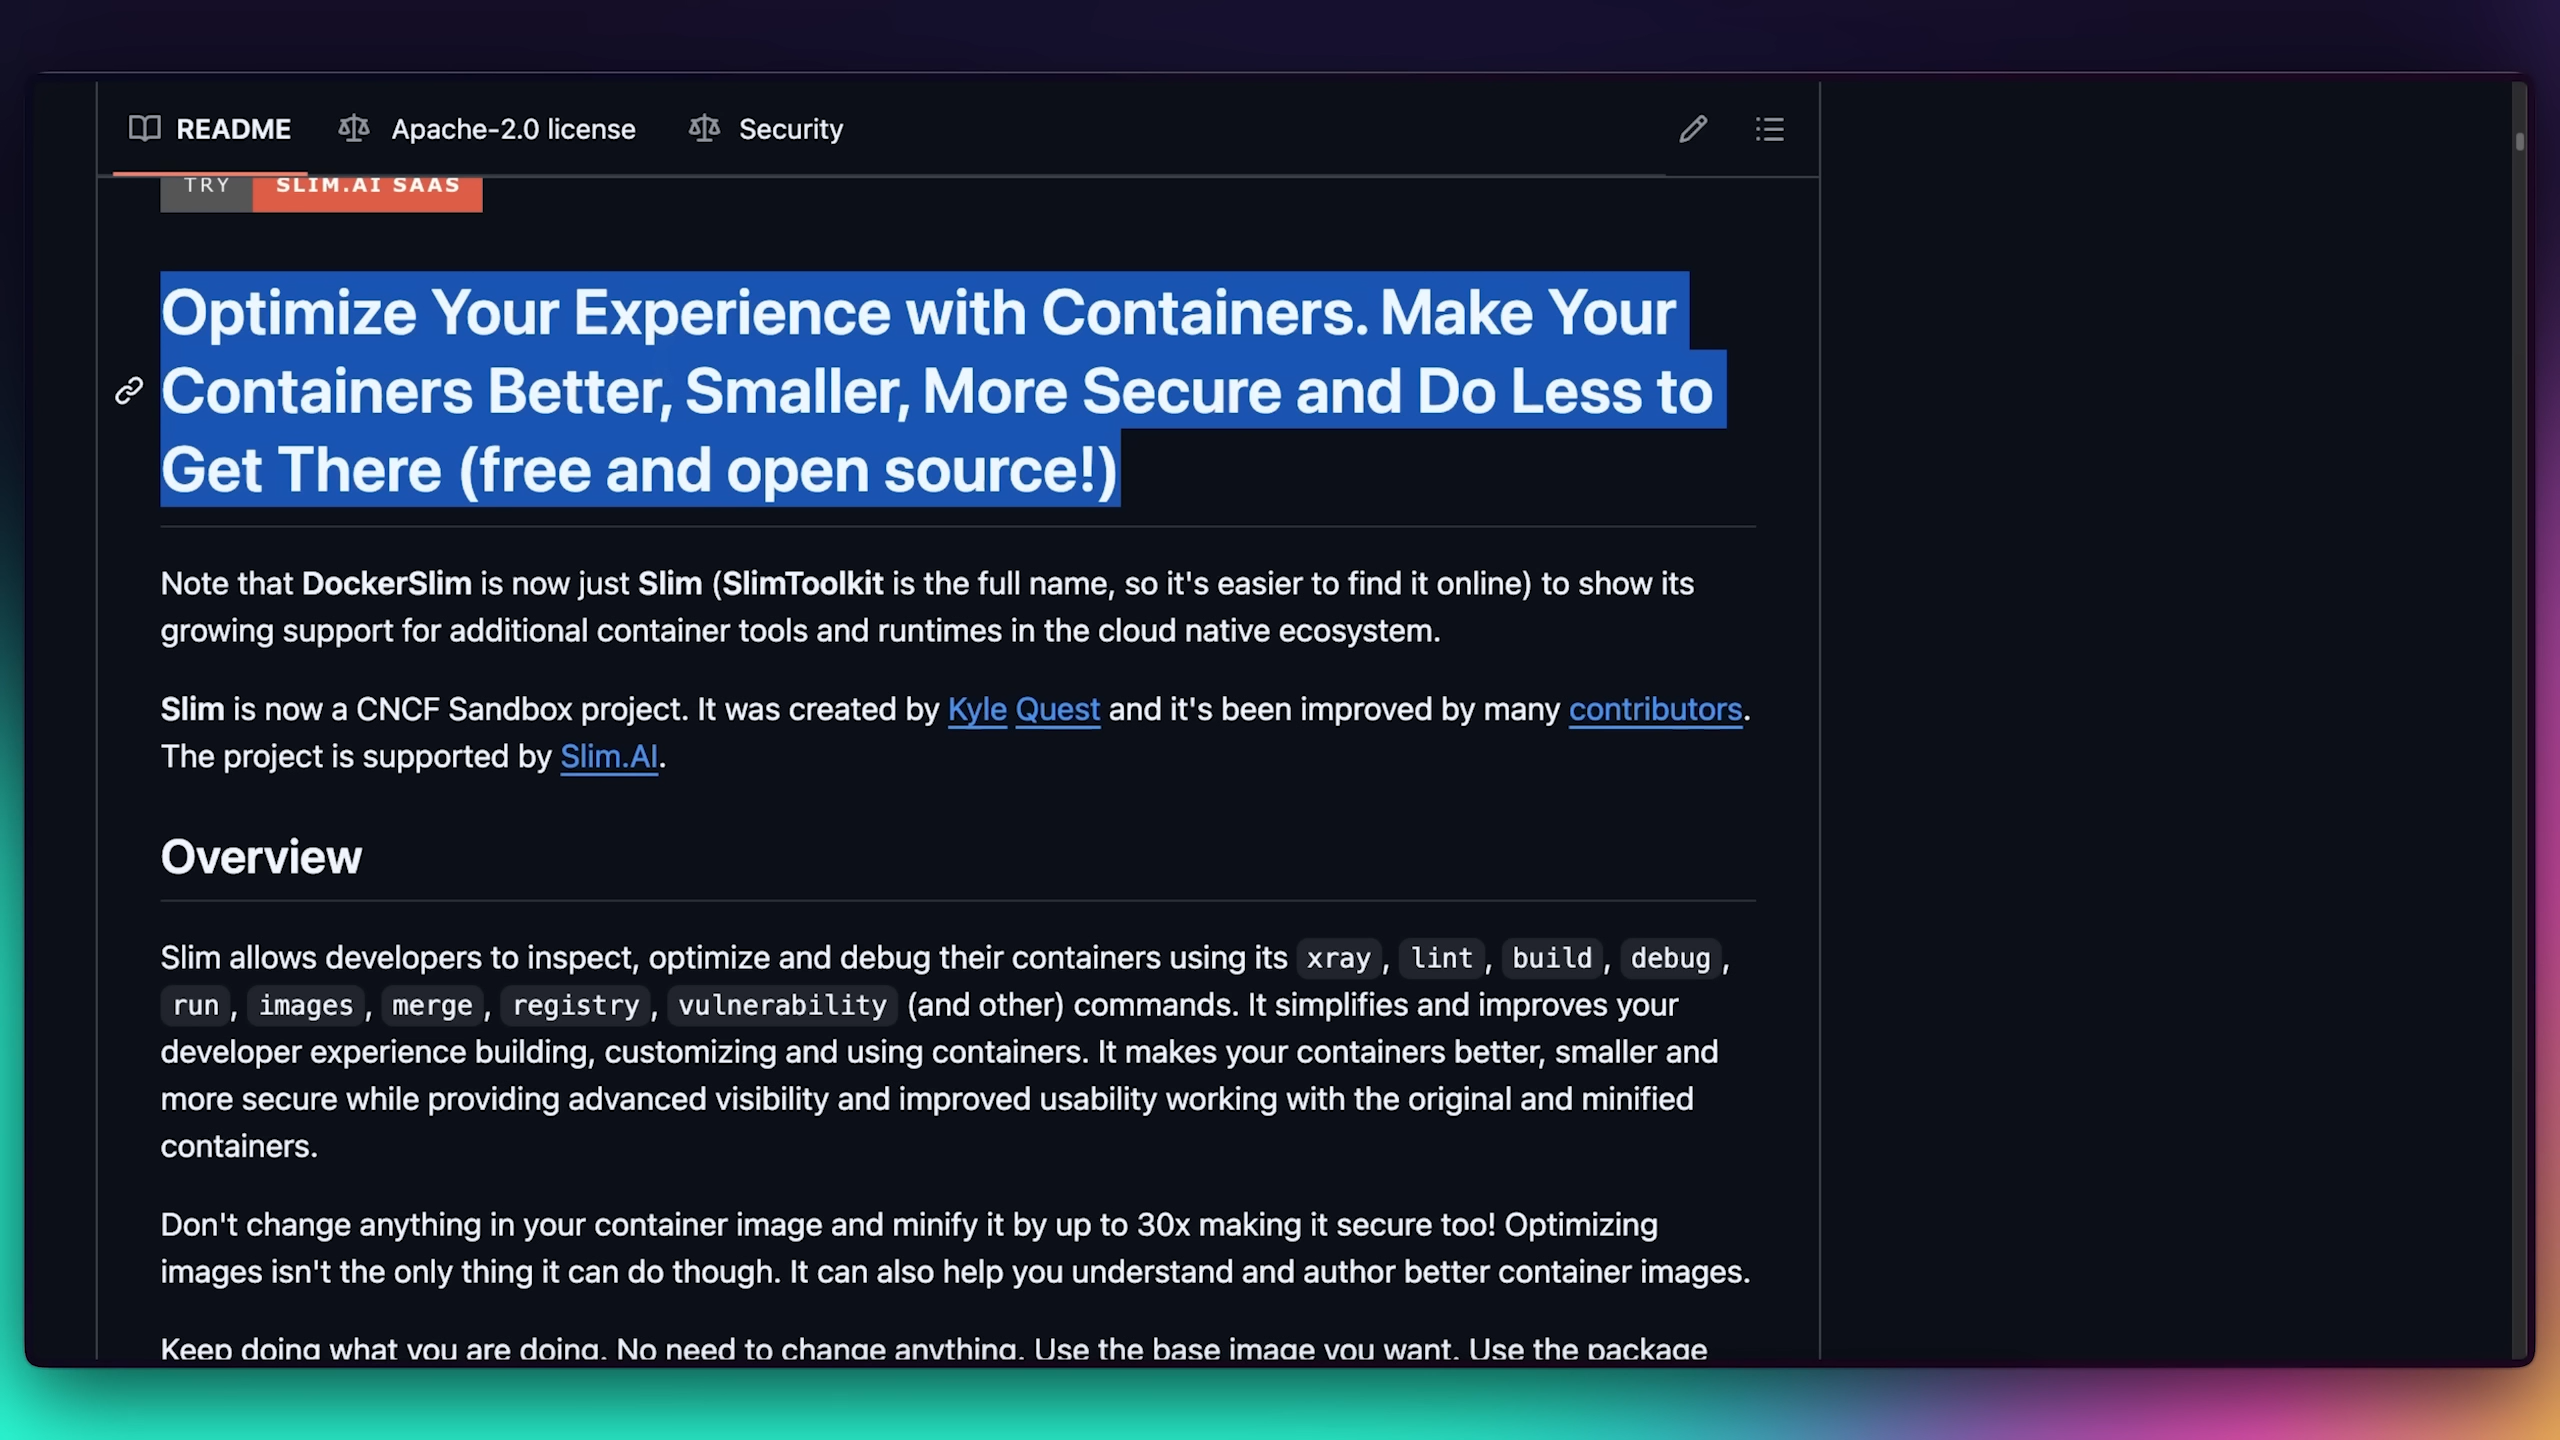 README Apache-2.0 license Security
TRY SLIM.AI SAAS
Optimize Your Experience with Containers. Make Your
Containers Better, Smaller, More Secure and Do Less to
Get There (free and open source!)
Note that DockerSlim is now just Slim (SlimToolkit is the full name, so it's easier to find it online) to show its
growing support for additional container tools and runtimes in the cloud native ecosystem.
Slim is now a CNCF Sandbox project. It was created by Kyle Quest and it's been improved by many contributors.
The project is supported by Slim.AI.
Overview
Slim allows developers to inspect, optimize and debug their containers using its xray, lint, build, debug,
run, images, merge, registry, vulnerability (and other) commands. It simplifies and improves your
developer experience building, customizing and using containers. It makes your containers better, smaller and
more secure while providing advanced visibility and improved usability working with the original and minified
containers.
Don't change anything in your container image and minify it by up to 30x making it secure too! Optimizing
images isn't the only thing it can do though. It can also help you understand and author better container images.
Keep doing what you are doing. No need to change anything. Use the base image you want. Use the package